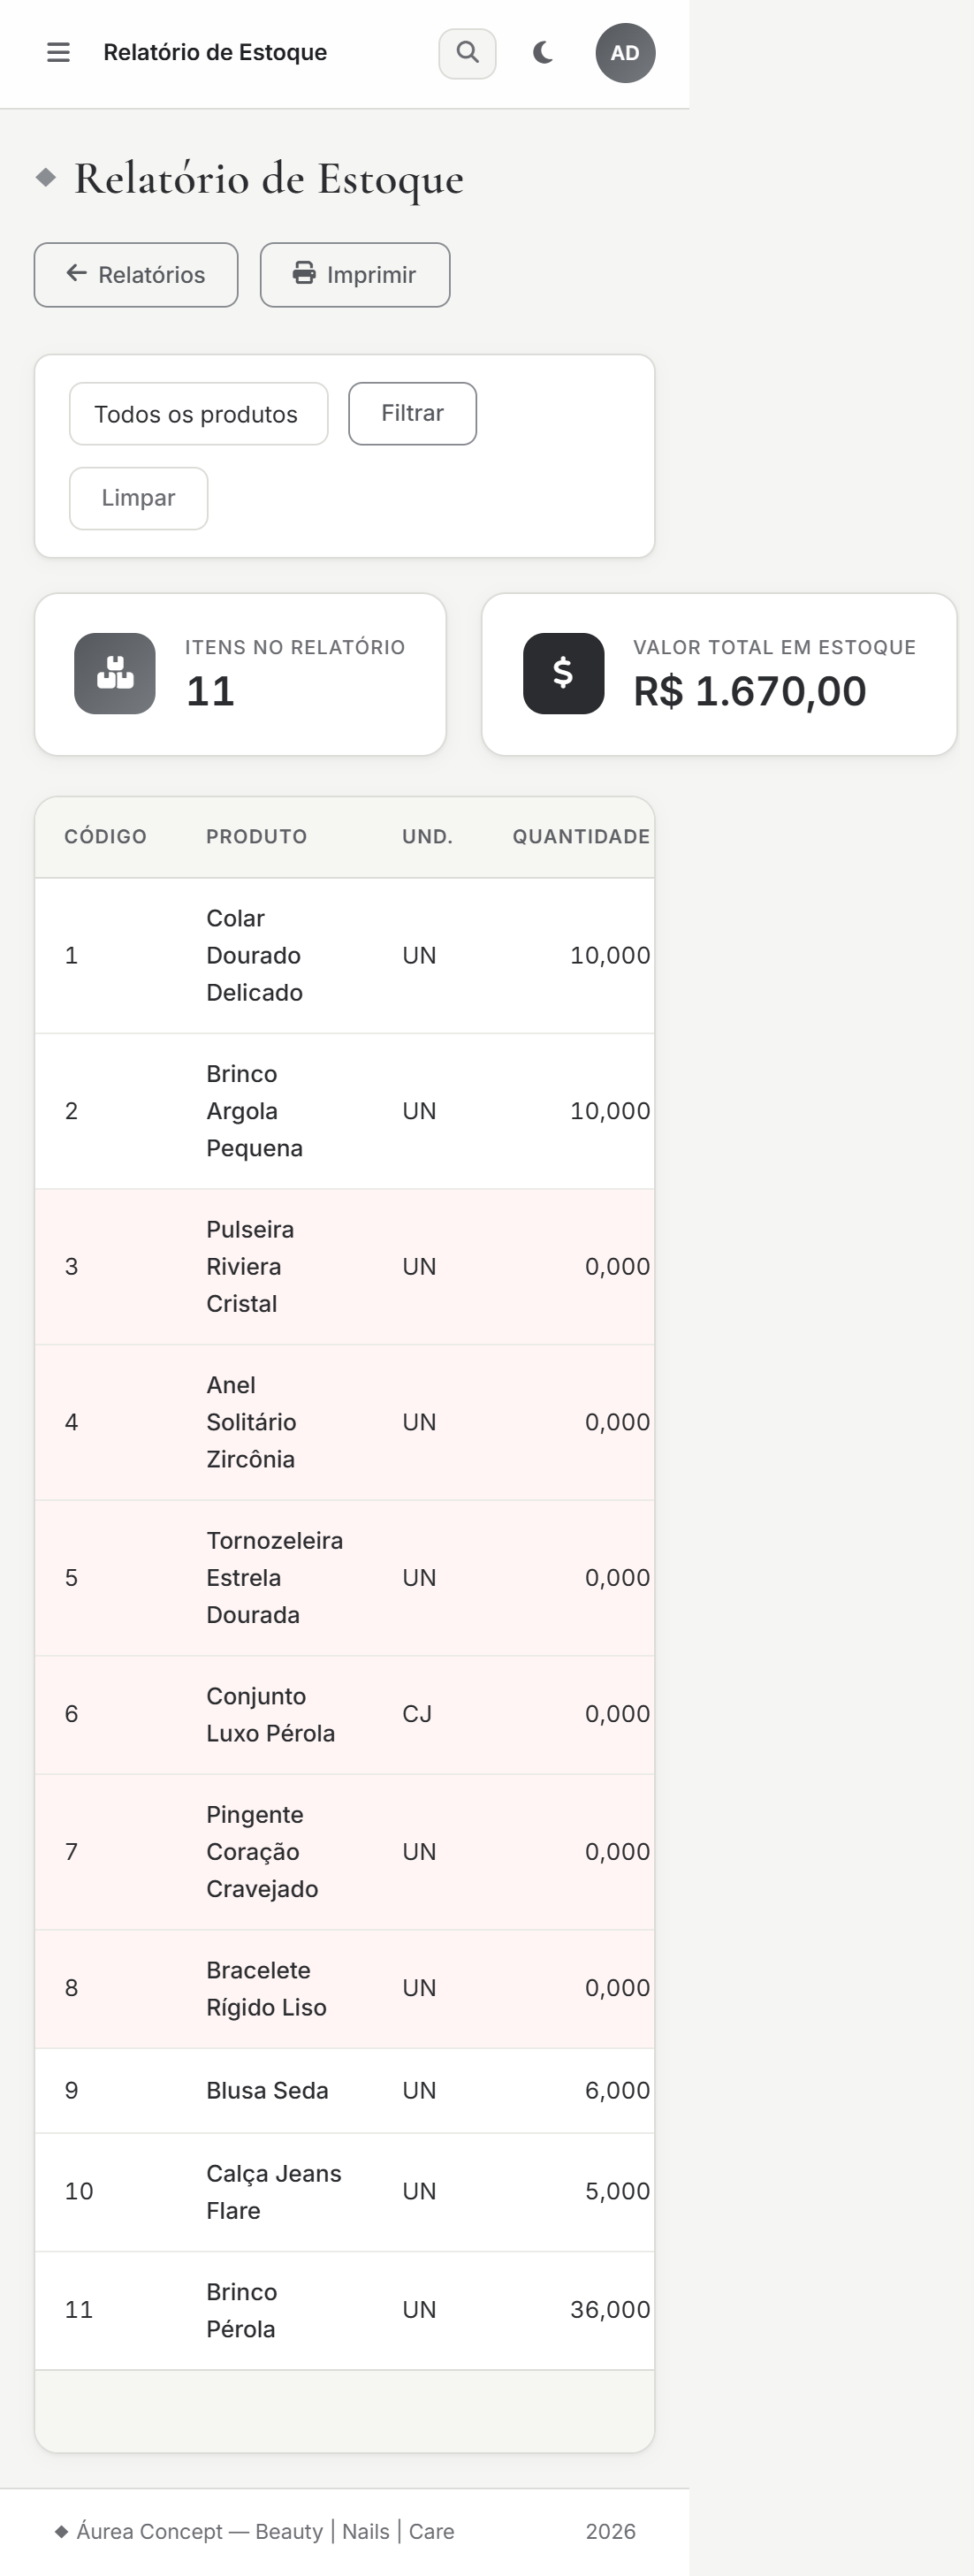 Relatório de Estoque
AD
Relatório de Estoque
Relatórios
Imprimir
Todos os produtos
Filtrar
Limpar
ITENS NO RELATÓRIO
11
VALOR TOTAL EM ESTOQUE
R$ 1.670,00
CÓDIGO PRODUTO UND. QUANTIDADE
Colar
1 Dourado UN 10,000
Delicado
Brinco
2 Argola UN 10,000
Pequena
Pulseira
3 Riviera UN 0,000
Cristal
Anel
4 Solitário UN 0,000
Zircônia
Tornozeleira
5 Estrela UN 0,000
Dourada
6 Conjunto CJ 0,000
Luxo Pérola
Pingente
7 Coração UN 0,000
Cravejado
8 Bracelete UN 0,000
Rígido Liso
9 Blusa Seda UN 6,000
10 Calça Jeans UN 5,000
Flare
11 Brinco UN 36,000
Pérola
Áurea Concept — Beauty | Nails | Care 2026